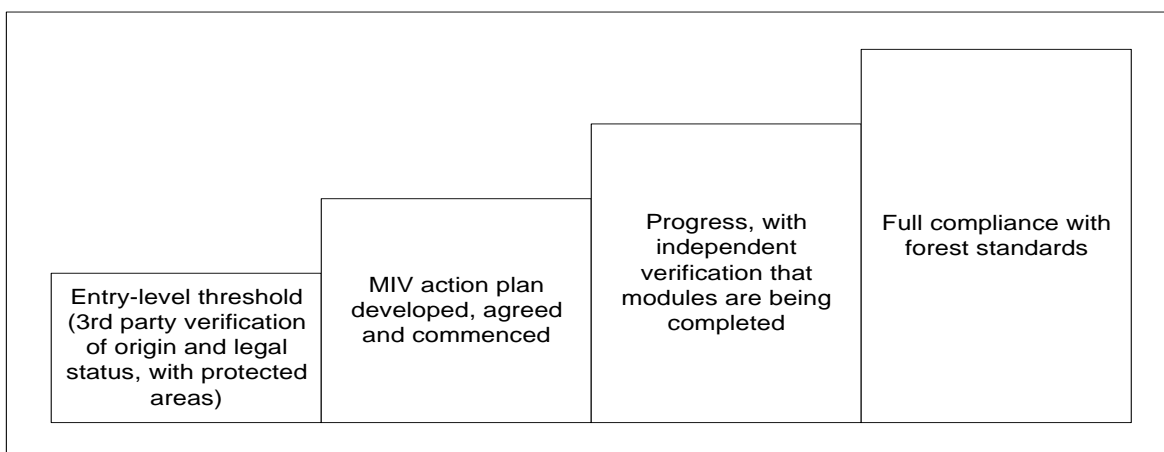 Entry-level threshold
(3rd party verification
of origin and legal
status, with protected
areas)
MIV action plan
developed, agreed
and commenced
Progress, with
independent
verification that
modules are being
completed
Full compliance with
forest standards